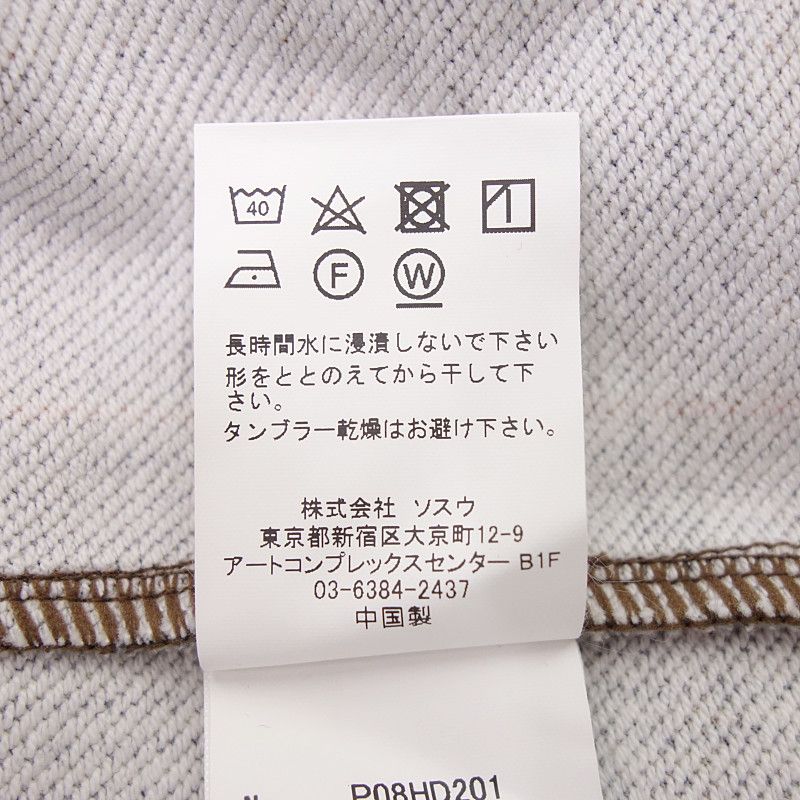 40
F
W
長時間水に浸漬しないで下さい
形をととのえてから干して下
さい。
タンブラー乾燥はお避け下さい。
株式会社 ソスウ
東京都新宿区大京町12-9
アートコンプレックスセンター B1F
03-6384-2437
中国製
P08HD201